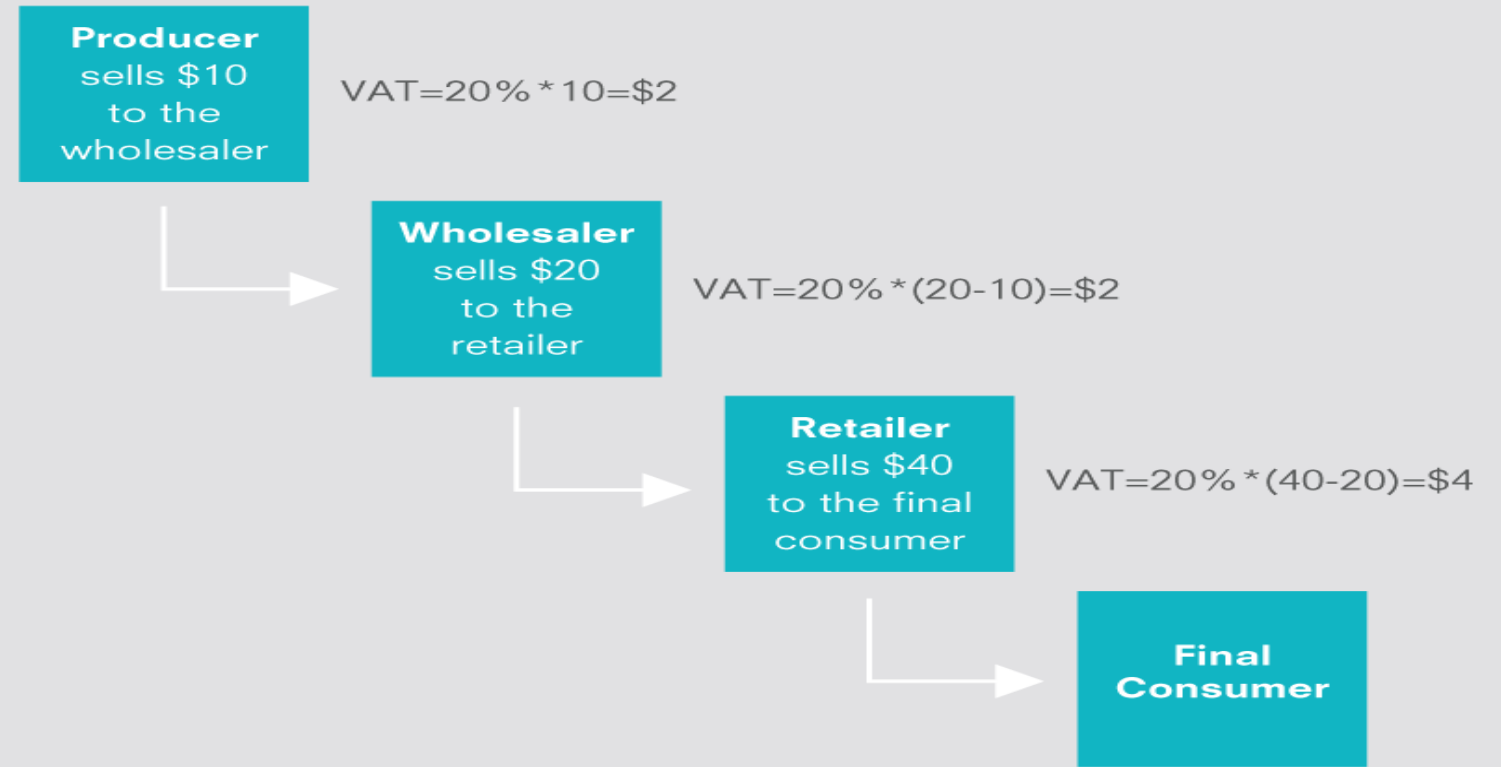 Producer
sells $10
to the
wholesaler
VAT=20%*10=$2
Wholesaler
sells $20
to the
retailer
VAT=20%*(20-10)=$2
Retailer
sells $40
to the final
consumer
VAT=20%*(40-20)=$4
Final
Consumer